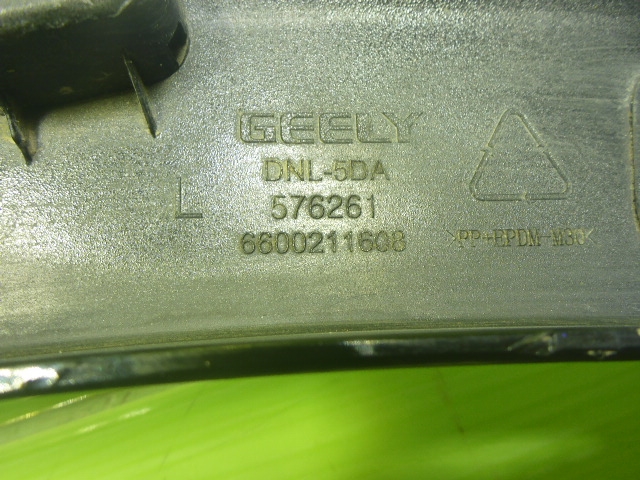 GEELY
DNL-5DA
L
576261
6600211608
>PP+EPDM-M30<